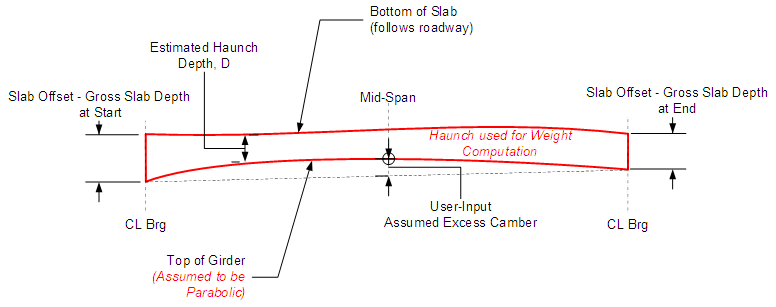 Bottom of Slab
(follows roadway)
Estimated Haunch
Depth, D
Slab Offset - Gross Slab Depth
at Start
Mid-Span
Slab Offset - Gross Slab Depth
at End
Haunch used for Weight
Computation
CL Brg
User-Input
Assumed Excess Camber
CL Brg
Top of Girder
(Assumed to be
Parabolic)